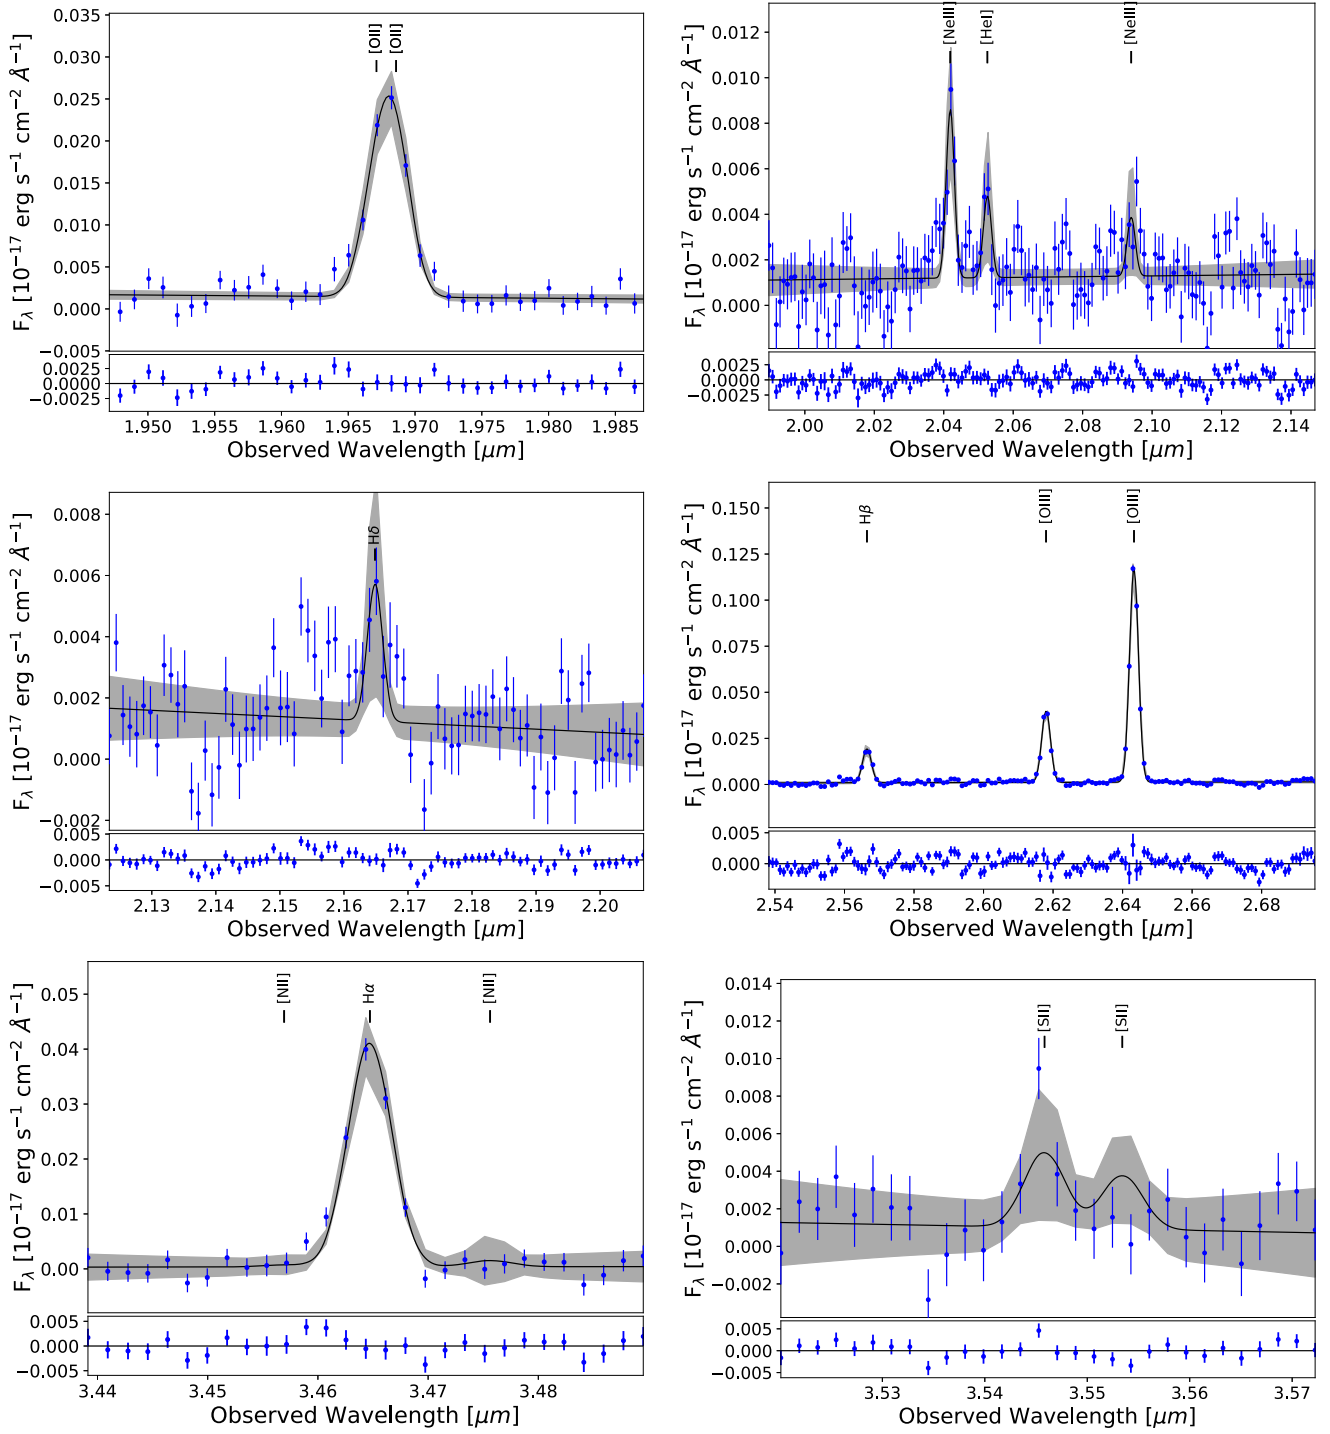 [OII]
[OII]
0.035
0.030
0.025
0.020
0.015
0.010
0.005
0.000
−0.005
F_λ [10⁻¹⁷ erg s⁻¹ cm⁻² Å⁻¹]
0.0025
0.0000
−0.0025
1.950 1.955 1.960 1.965 1.970 1.975 1.980 1.985
Observed Wavelength [μm]
[NeIII]
[HeI]
[NeIII]
0.012
0.010
0.008
0.006
0.004
0.002
0.000
F_λ [10⁻¹⁷ erg s⁻¹ cm⁻² Å⁻¹]
0.0025
0.0000
−0.0025
2.00 2.02 2.04 2.06 2.08 2.10 2.12 2.14
Observed Wavelength [μm]
Hδ
0.008
0.006
0.004
0.002
0.000
−0.002
F_λ [10⁻¹⁷ erg s⁻¹ cm⁻² Å⁻¹]
0.005
0.000
−0.005
2.13 2.14 2.15 2.16 2.17 2.18 2.19 2.20
Observed Wavelength [μm]
Hβ
[OIII]
[OIII]
0.150
0.125
0.100
0.075
0.050
0.025
0.000
F_λ [10⁻¹⁷ erg s⁻¹ cm⁻² Å⁻¹]
0.005
0.000
2.54 2.56 2.58 2.60 2.62 2.64 2.66 2.68
Observed Wavelength [μm]
[NII]
Hα
[NII]
0.05
0.04
0.03
0.02
0.01
0.00
F_λ [10⁻¹⁷ erg s⁻¹ cm⁻² Å⁻¹]
0.005
0.000
−0.005
3.44 3.45 3.46 3.47 3.48
Observed Wavelength [μm]
[SII]
[SII]
0.014
0.012
0.010
0.008
0.006
0.004
0.002
0.000
−0.002
F_λ [10⁻¹⁷ erg s⁻¹ cm⁻² Å⁻¹]
0.005
0.000
−0.005
3.53 3.54 3.55 3.56 3.57
Observed Wavelength [μm]